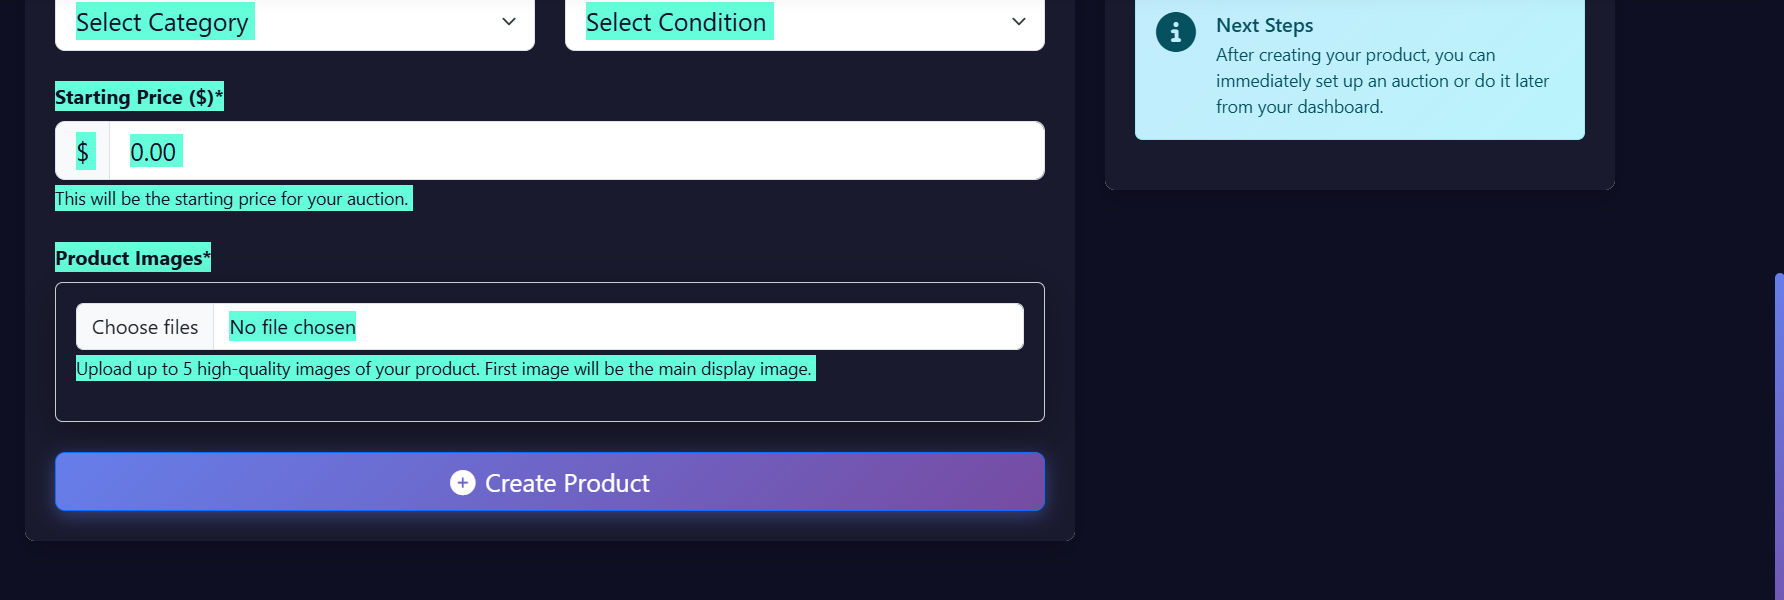 Select Category
Select Condition
Starting Price ($)*
$ 0.00
This will be the starting price for your auction.
Product Images*
Choose files No file chosen
Upload up to 5 high-quality images of your product. First image will be the main display image.
Create Product
Next Steps
After creating your product, you can
immediately set up an auction or do it later
from your dashboard.